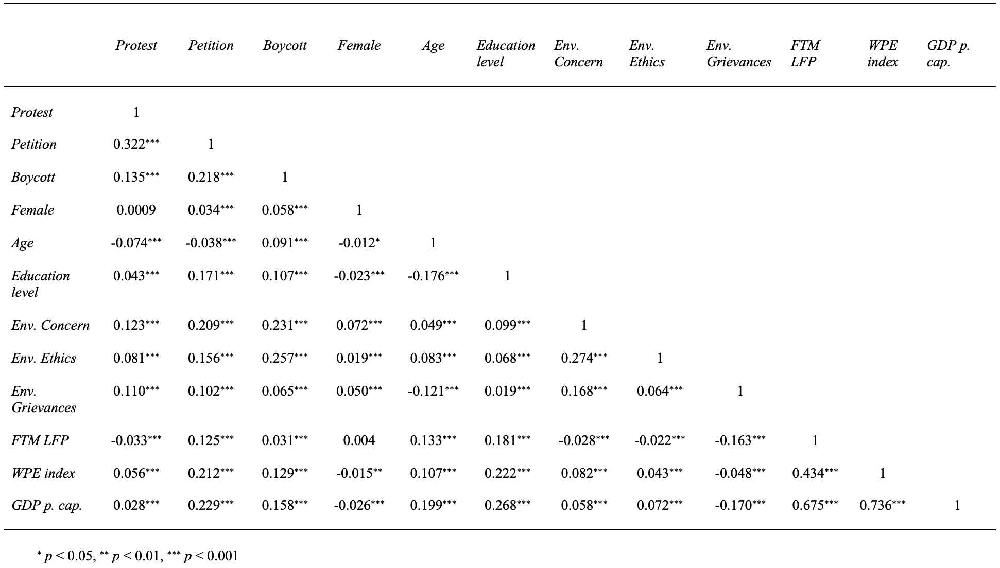 Protest Petition Boycott Female Age Education Env. Env. Env. FTM WPE GDP p.
level Concern Ethics Grievances LFP index cap.
Protest 1
Petition 0.322*** 1
Boycott 0.135*** 0.218*** 1
Female 0.0009 0.034*** 0.058*** 1
Age -0.074*** -0.038*** 0.091*** -0.012* 1
Education 0.043*** 0.171*** 0.107*** -0.023*** -0.176*** 1
level
Env. Concern 0.123*** 0.209*** 0.231*** 0.072*** 0.049*** 0.099*** 1
Env. Ethics 0.081*** 0.156*** 0.257*** 0.019*** 0.083*** 0.068*** 0.274*** 1
Env. 0.110*** 0.102*** 0.065*** 0.050*** -0.121*** 0.019*** 0.168*** 0.064*** 1
Grievances
FTM LFP -0.033*** 0.125*** 0.031*** 0.004 0.133*** 0.181*** -0.028*** -0.022*** -0.163*** 1
WPE index 0.056*** 0.212*** 0.129*** -0.015** 0.107*** 0.222*** 0.082*** 0.043*** -0.048*** 0.434*** 1
GDP p. cap. 0.028*** 0.229*** 0.158*** -0.026*** 0.199*** 0.268*** 0.058*** 0.072*** -0.170*** 0.675*** 0.736*** 1
* p < 0.05, ** p < 0.01, *** p < 0.001